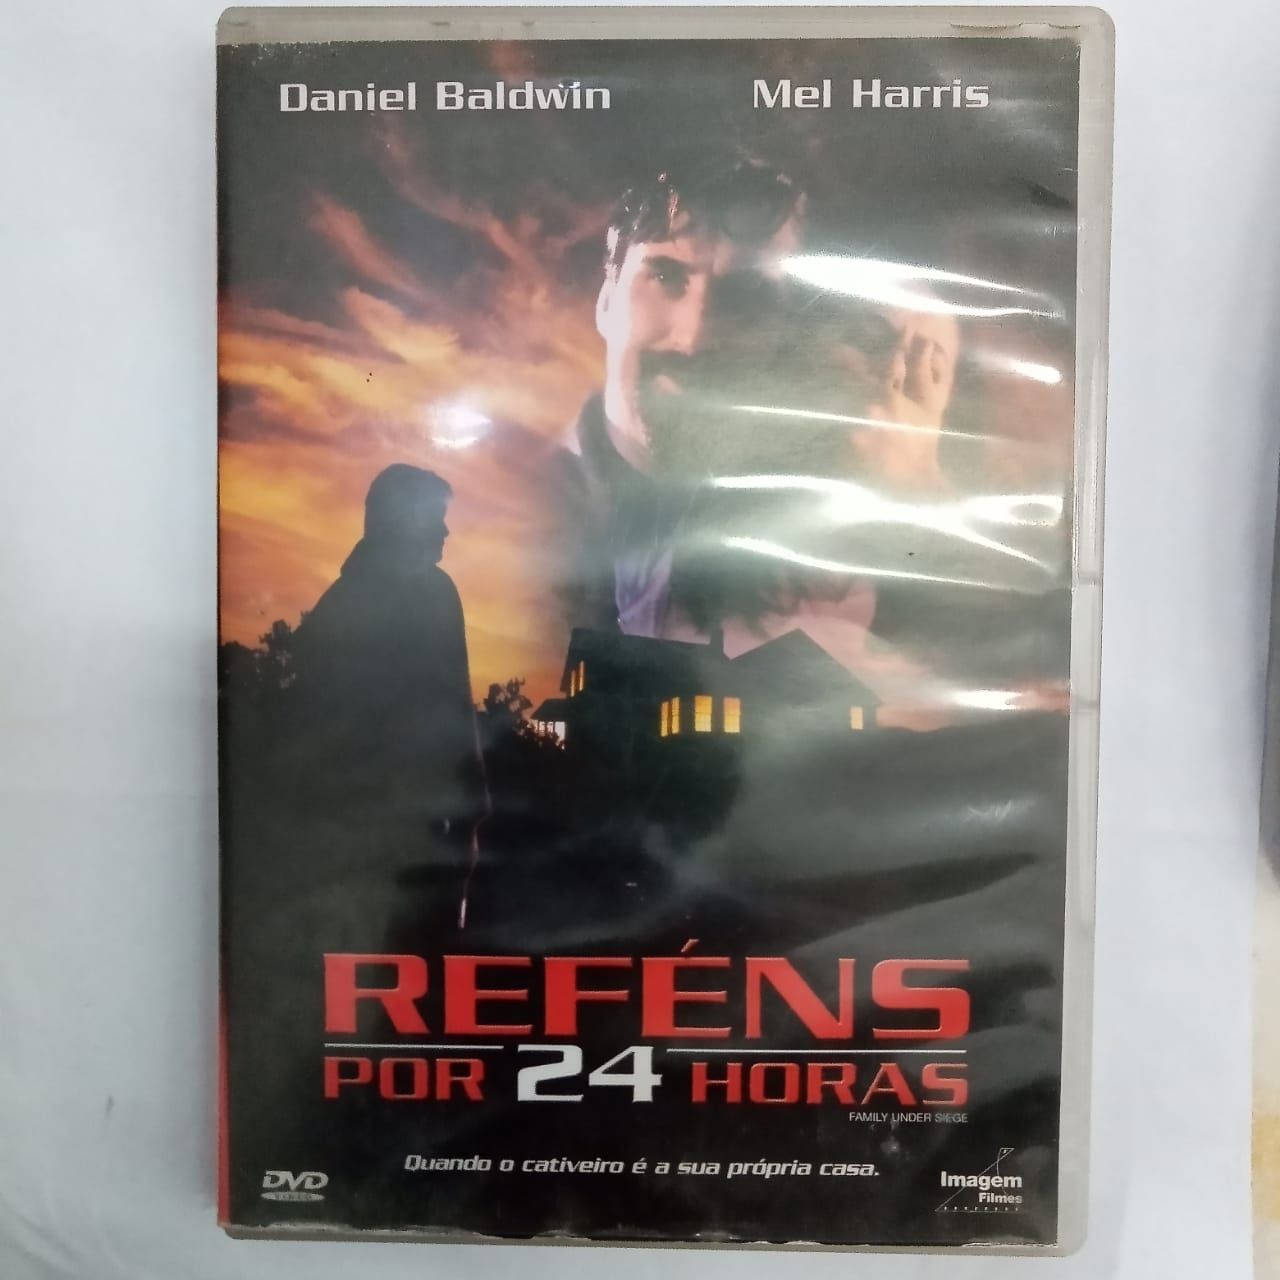 Daniel Baldwin Mel Harris
REFÉNS
POR 24 HORAS
FAMILY UNDER SIEGE
Quando o cativeiro é a sua própria casa.
DVD
VIDEO
Imagem
Filmes